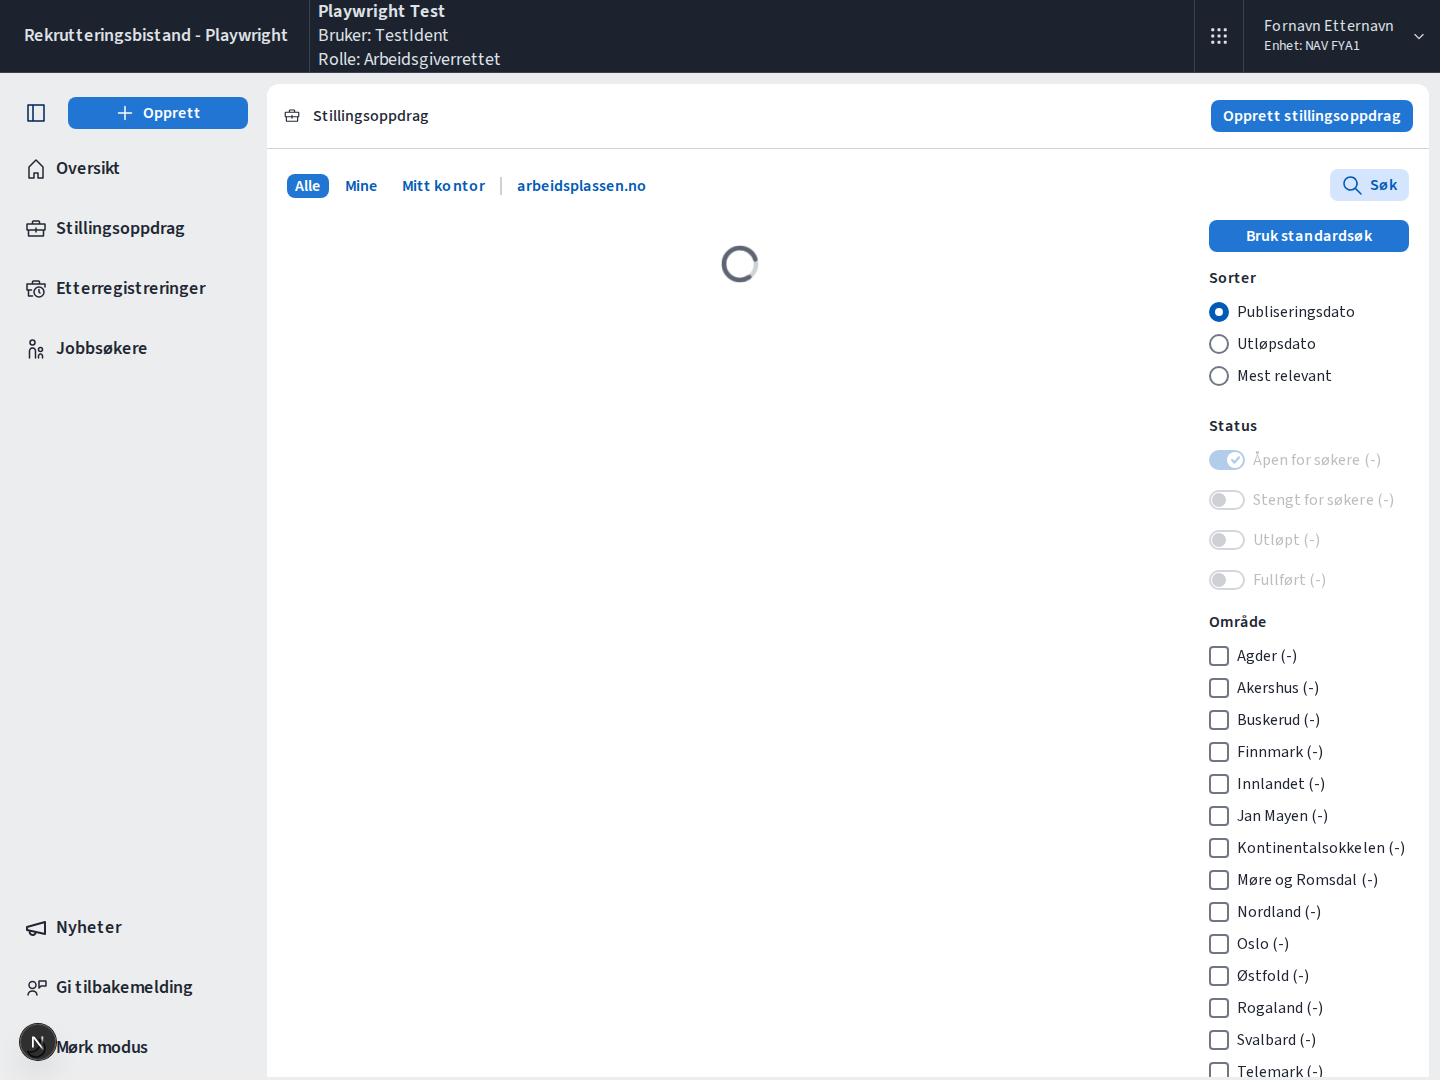 Rekrutteringsbistand - Playwright
Playwright Test
Bruker: TestIdent
Rolle: Arbeidsgiverrettet
Fornavn Etternavn
Enhet: NAV FYA1
Opprett
Oversikt
Stillingsoppdrag
Etterregistreringer
Jobbsøkere
Nyheter
Gi tilbakemelding
N
Mørk modus
Stillingsoppdrag
Opprett stillingsoppdrag
Alle
Mine
Mitt kontor
arbeidsplassen.no
Søk
Bruk standardsøk
Sorter
Publiseringsdato
Utløpsdato
Mest relevant
Status
Åpen for søkere (-)
Stengt for søkere (-)
Utløpt (-)
Fullført (-)
Område
Agder (-)
Akershus (-)
Buskerud (-)
Finnmark (-)
Innlandet (-)
Jan Mayen (-)
Kontinentalsokkelen (-)
Møre og Romsdal (-)
Nordland (-)
Oslo (-)
Østfold (-)
Rogaland (-)
Svalbard (-)
Telemark (-)